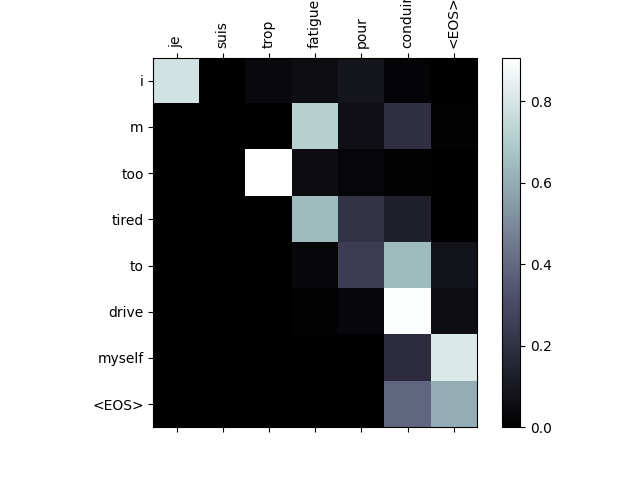 je
suis
trop
fatigue
pour
conduir
<EOS>
i
m
too
tired
to
drive
myself
<EOS>
0.8
0.6
0.4
0.2
0.0